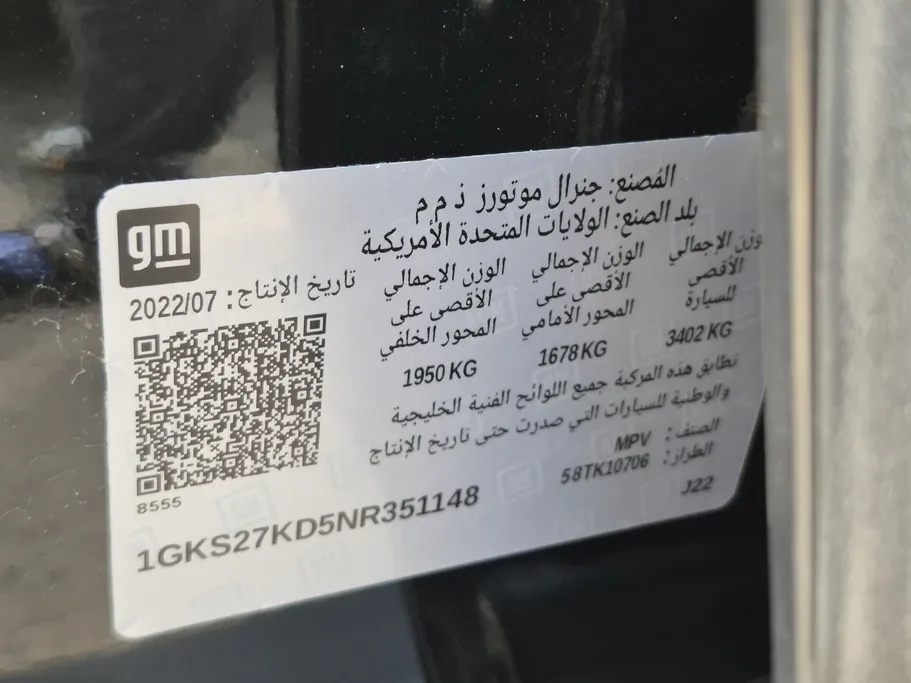 gm
المُصنع: جنرال موتورز ذ م م
بلد الصنع: الولايات المتحدة الأمريكية
تاريخ الإنتاج: 2022/07
الوزن الإجمالي الأقصى للسيارة
3402 KG
الوزن الإجمالي الأقصى على المحور الأمامي
1678 KG
الوزن الإجمالي الأقصى على المحور الخلفي
1950 KG
تطابق هذه المركبة جميع اللوائح الفنية الخليجية
والوطنية للسيارات التي صدرت حتى تاريخ الإنتاج
الصنف: MPV
الطراز: 58TK10706
J22
8555
1GKS27KD5NR351148